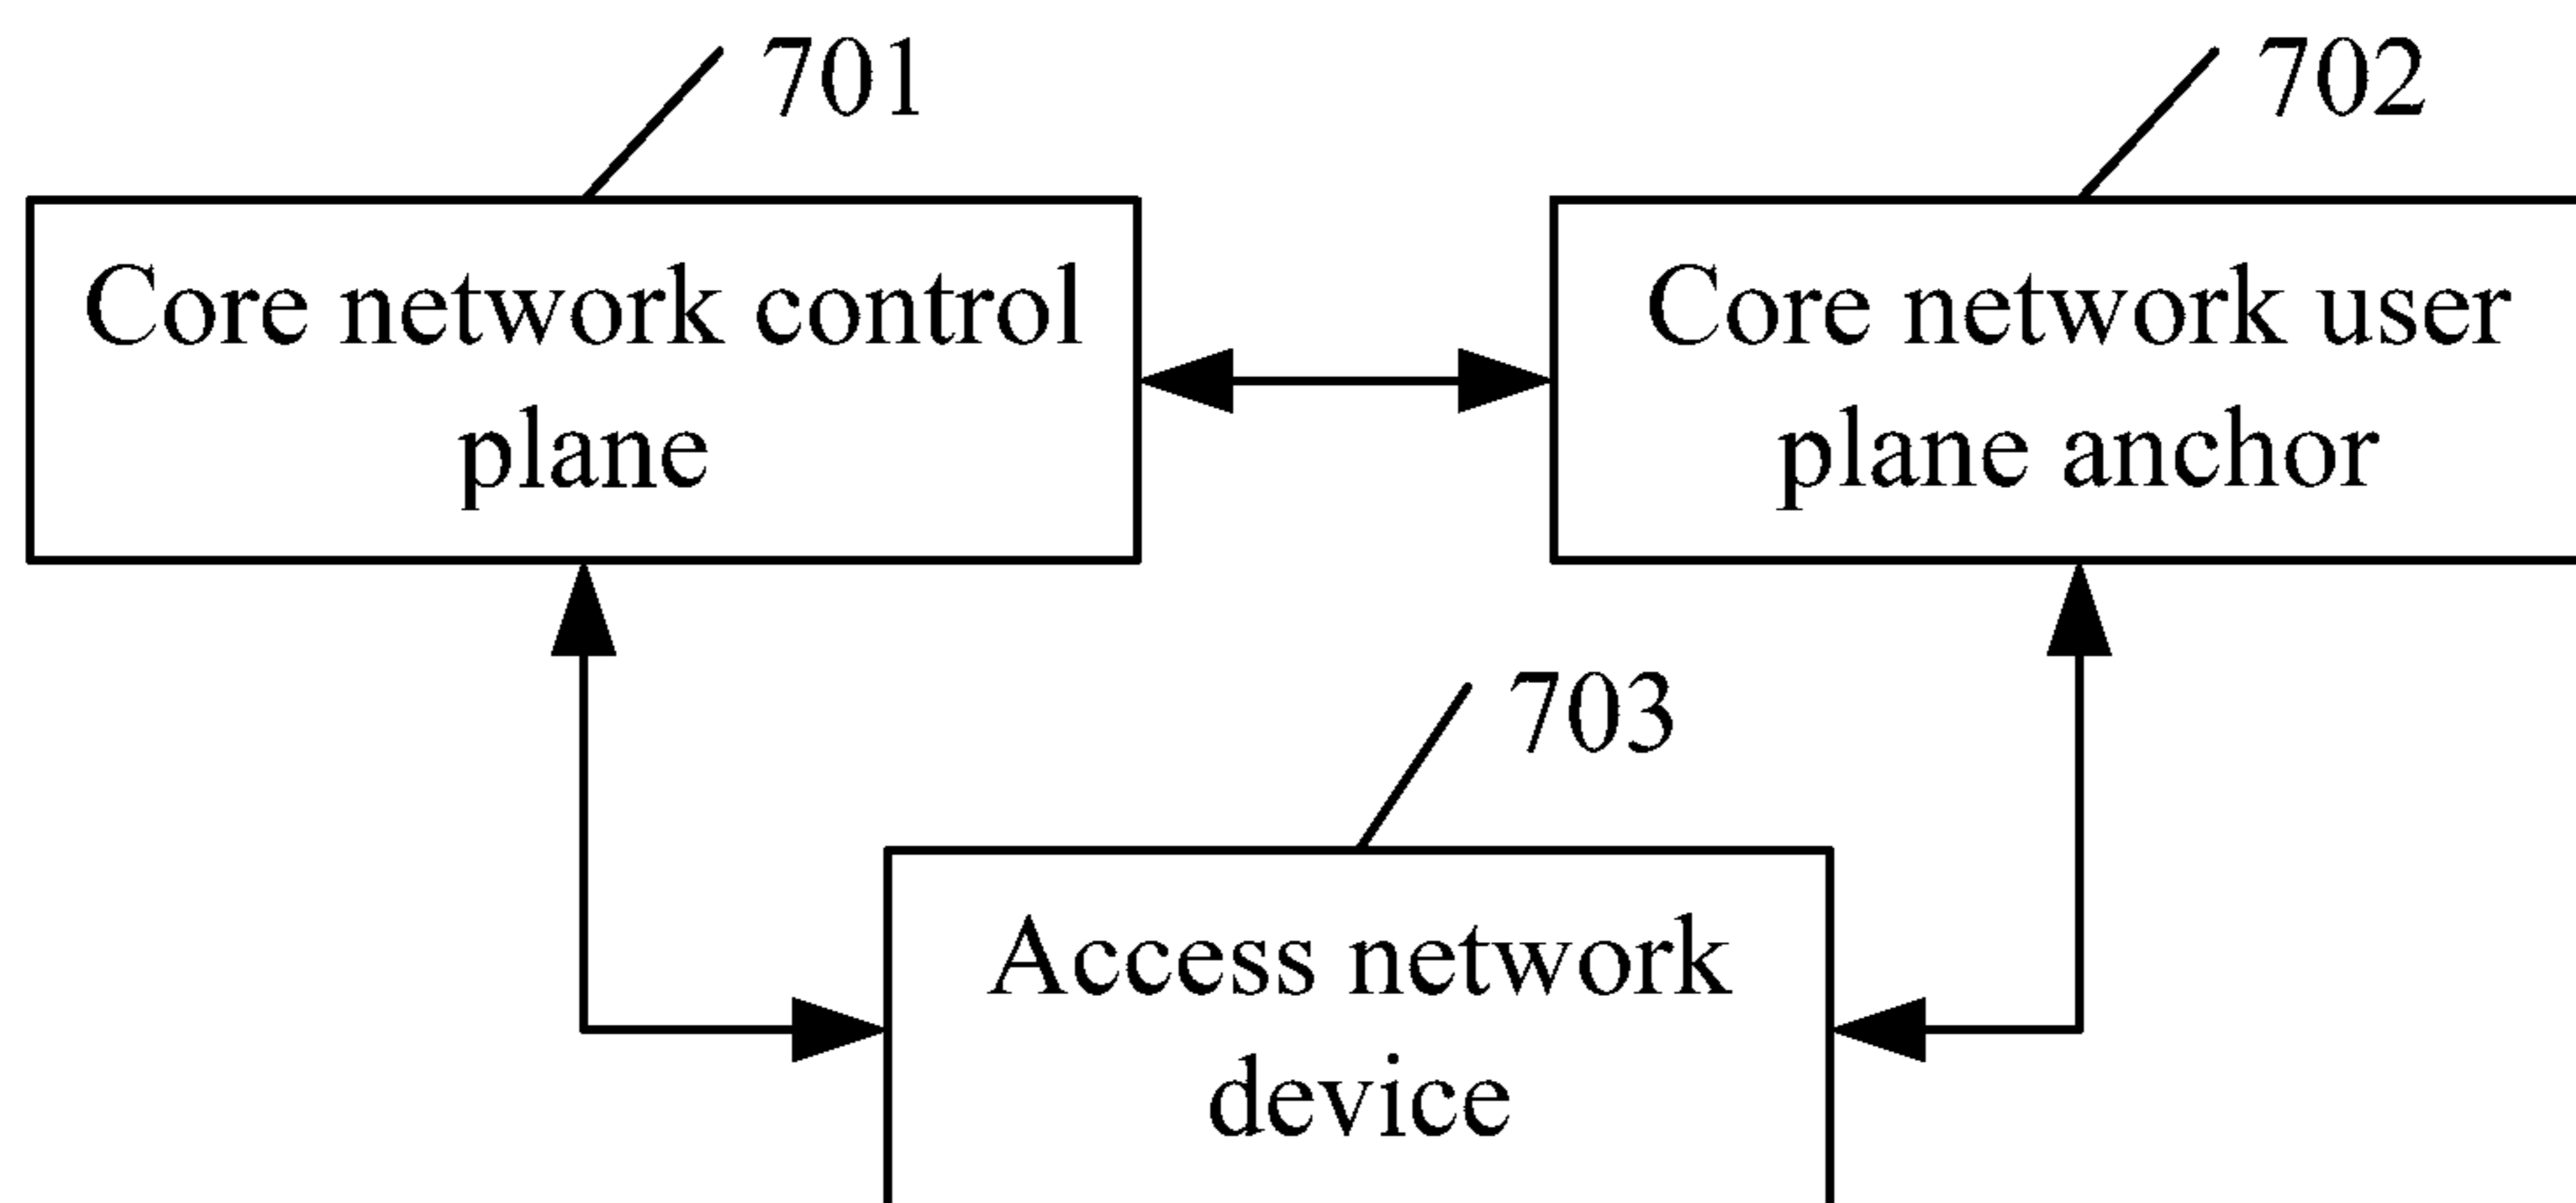 701
702
Core network control
plane
Core network user
plane anchor
703
Access network
device